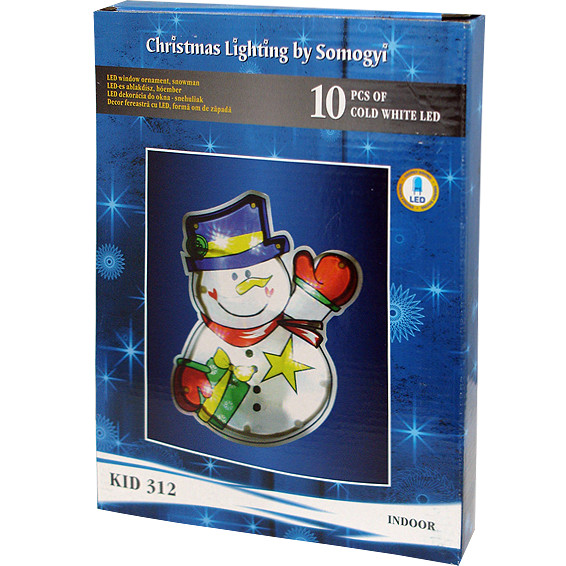 Christmas Lighting by Somogyi
LED window ornament, snowman
LED-es ablakdísz, hóember
LED dekorácia do okna - snehuliak
Decor fereastră cu LED, formă om de zăpadă
10 PCS OF
COLD WHITE LED
LED
KID 312
INDOOR